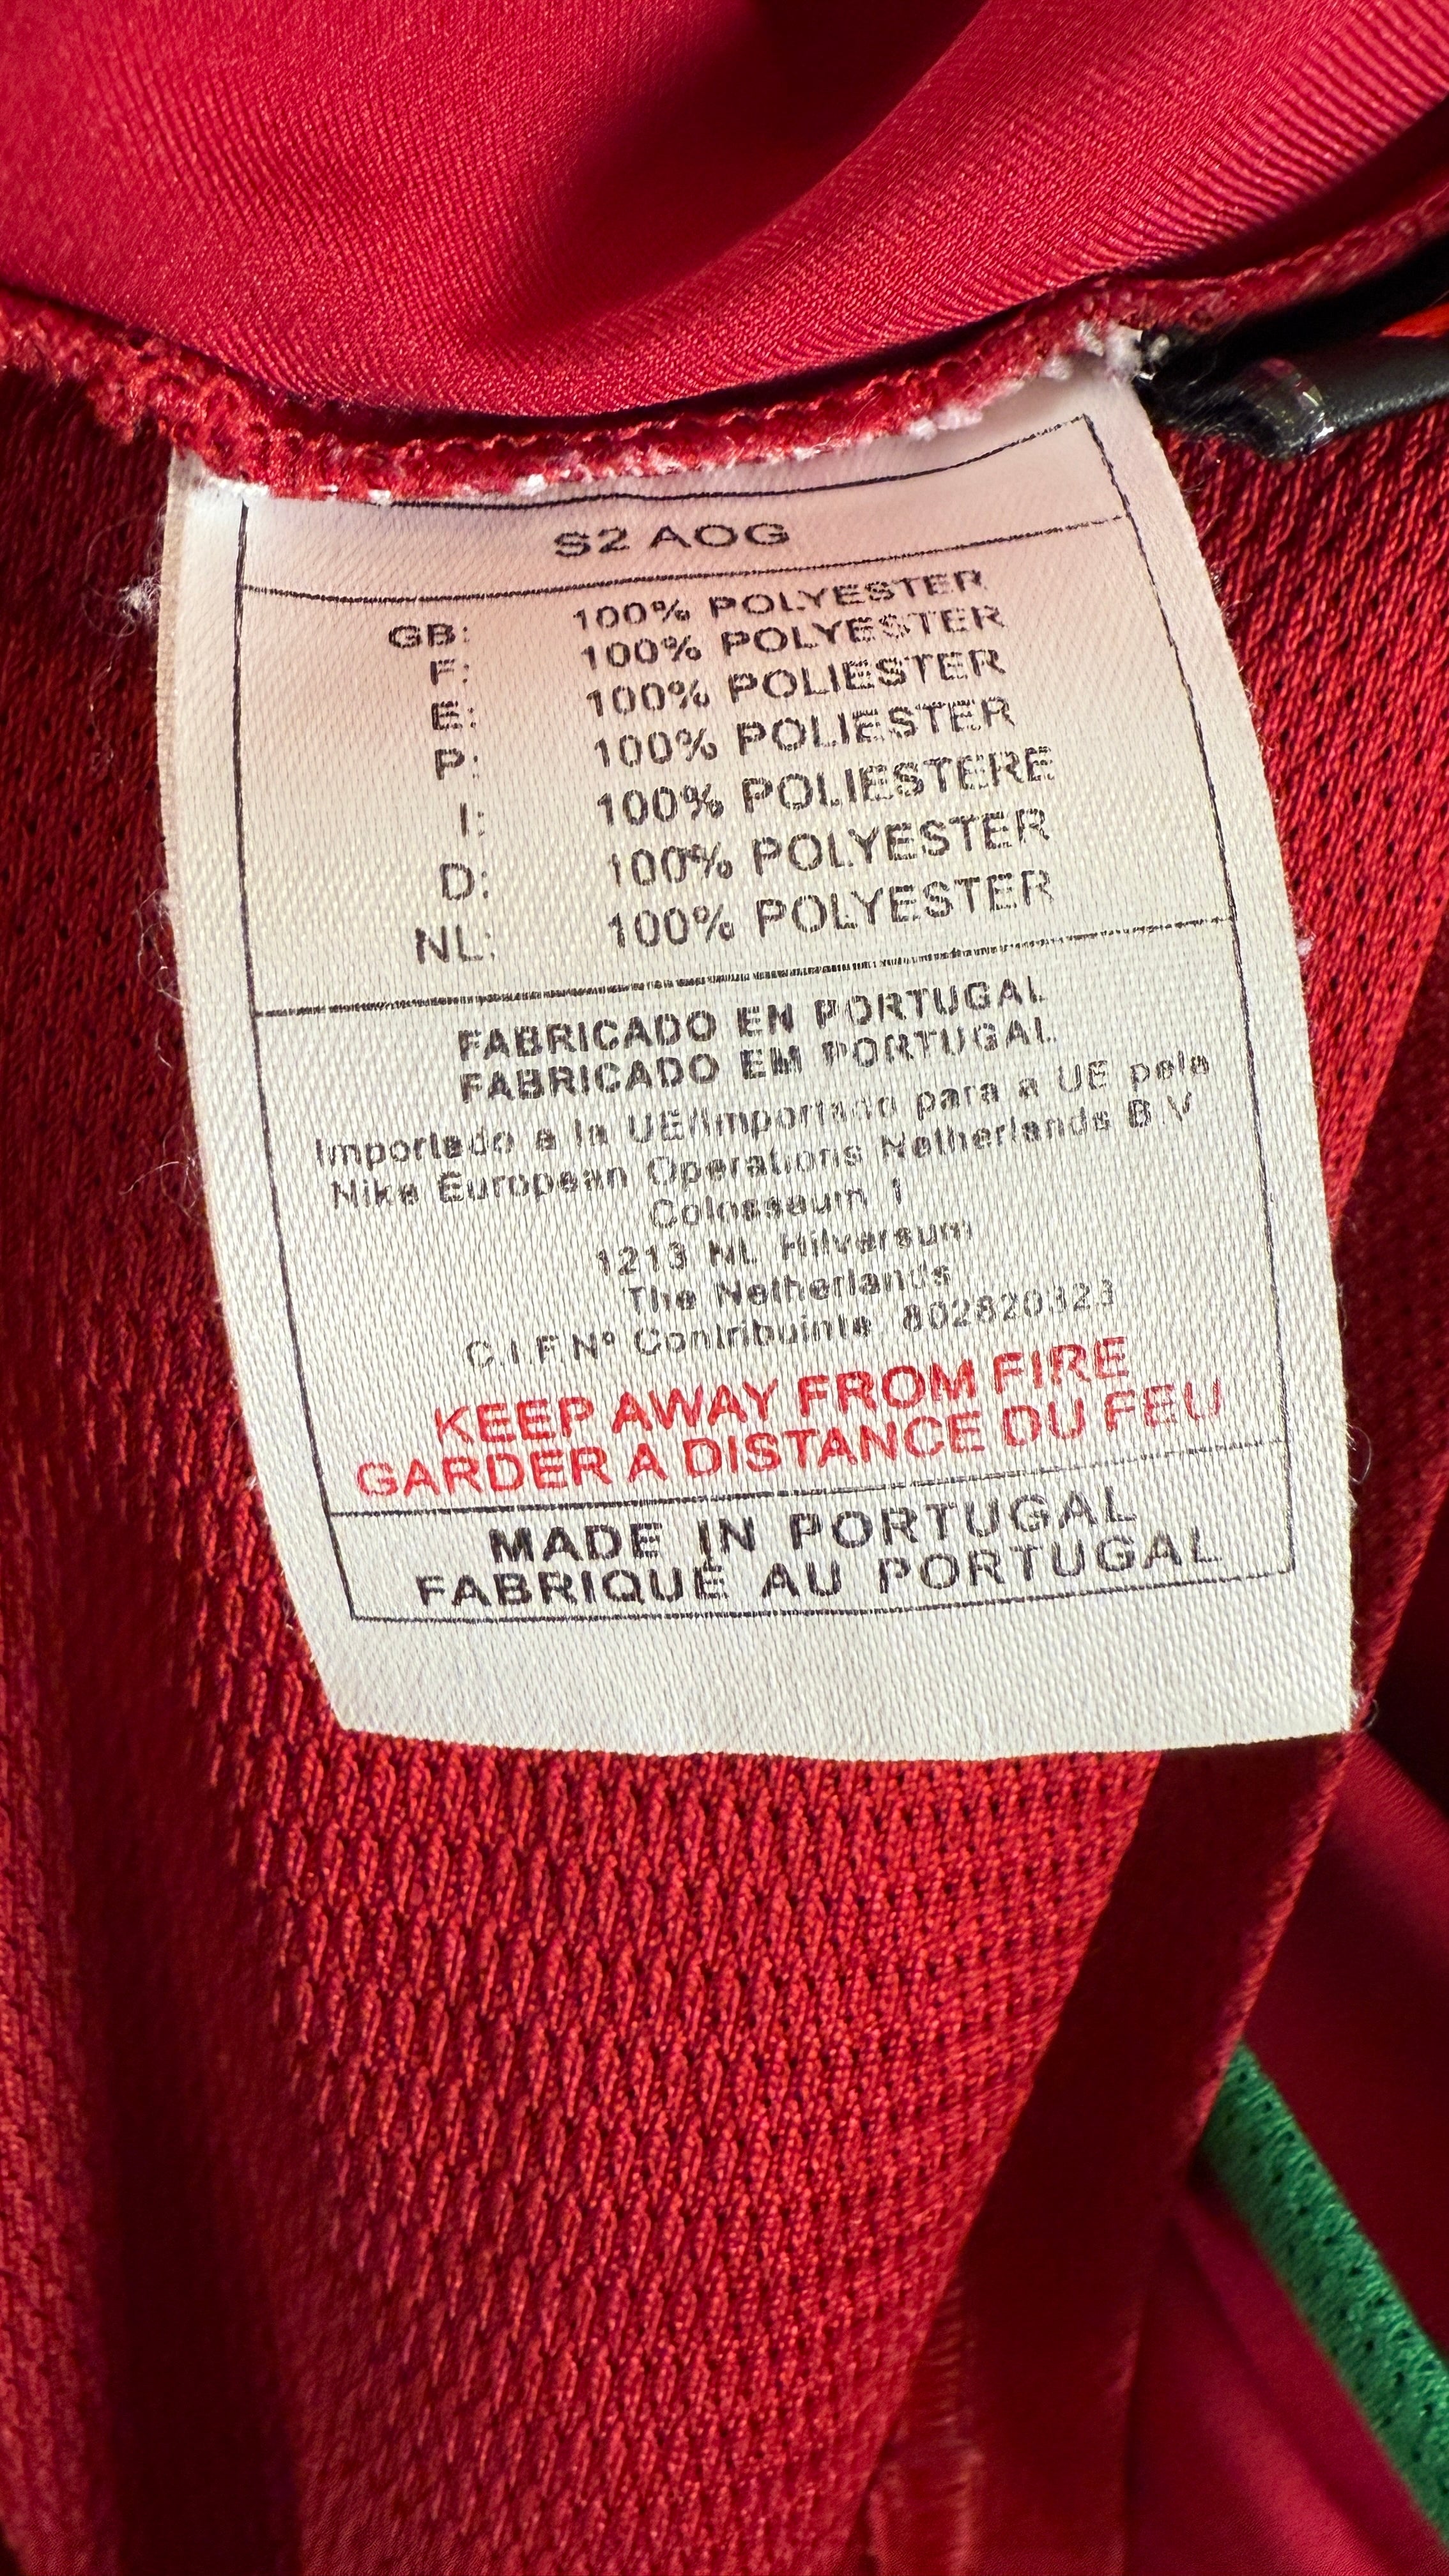 S2 AOG
GB: 100% POLYESTER
F: 100% POLYESTER
E: 100% POLIESTER
P: 100% POLIESTER
I: 100% POLIESTERE
D: 100% POLYESTER
NL: 100% POLYESTER
FABRICADO EN PORTUGAL
FABRICADO EM PORTUGAL
Importado a la UE/Importado para a UE pela
Nike European Operations Netherlands B.V
Colosseum 1
1213 NL Hilversum
The Netherlands
C.I.F.Nº Contribuinte: 802820323
KEEP AWAY FROM FIRE
GARDER A DISTANCE DU FEU
MADE IN PORTUGAL
FABRIQUÉ AU PORTUGAL